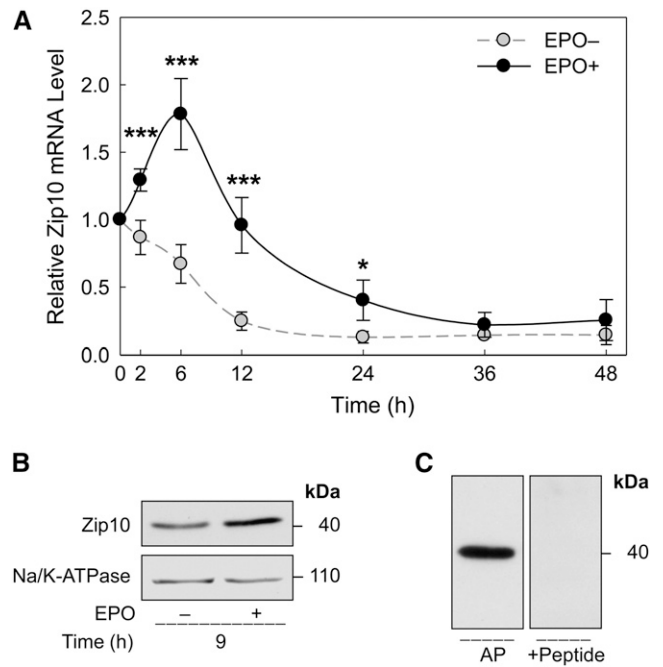 A
Relative Zip10 mRNA Level
2.5
2.0
1.5
1.0
0.5
0.0
***
***
***
*
EPO–
EPO+
0 2 6 12 24 36 48
Time (h)
B
kDa
Zip10
40
Na/K-ATPase
110
EPO – +
Time (h) 9
C
kDa
40
AP +Peptide